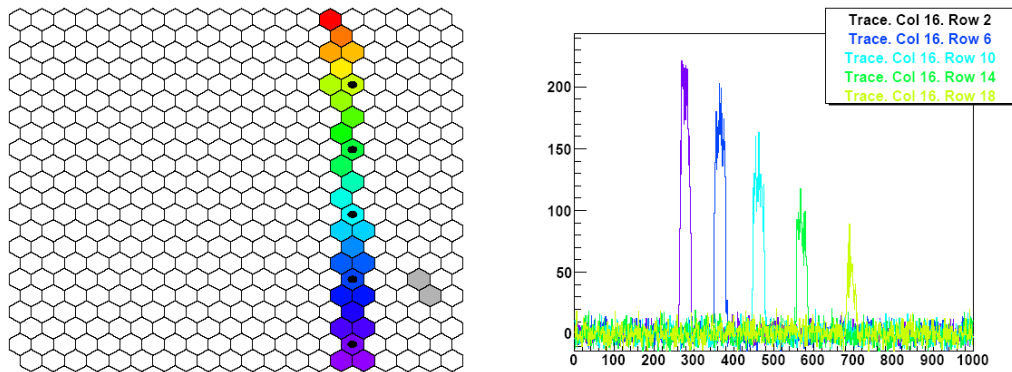 Trace. Col 16. Row 2
Trace. Col 16. Row 6
Trace. Col 16. Row 10
Trace. Col 16. Row 14
Trace. Col 16. Row 18
200
150
100
50
0
0 100 200 300 400 500 600 700 800 900 1000